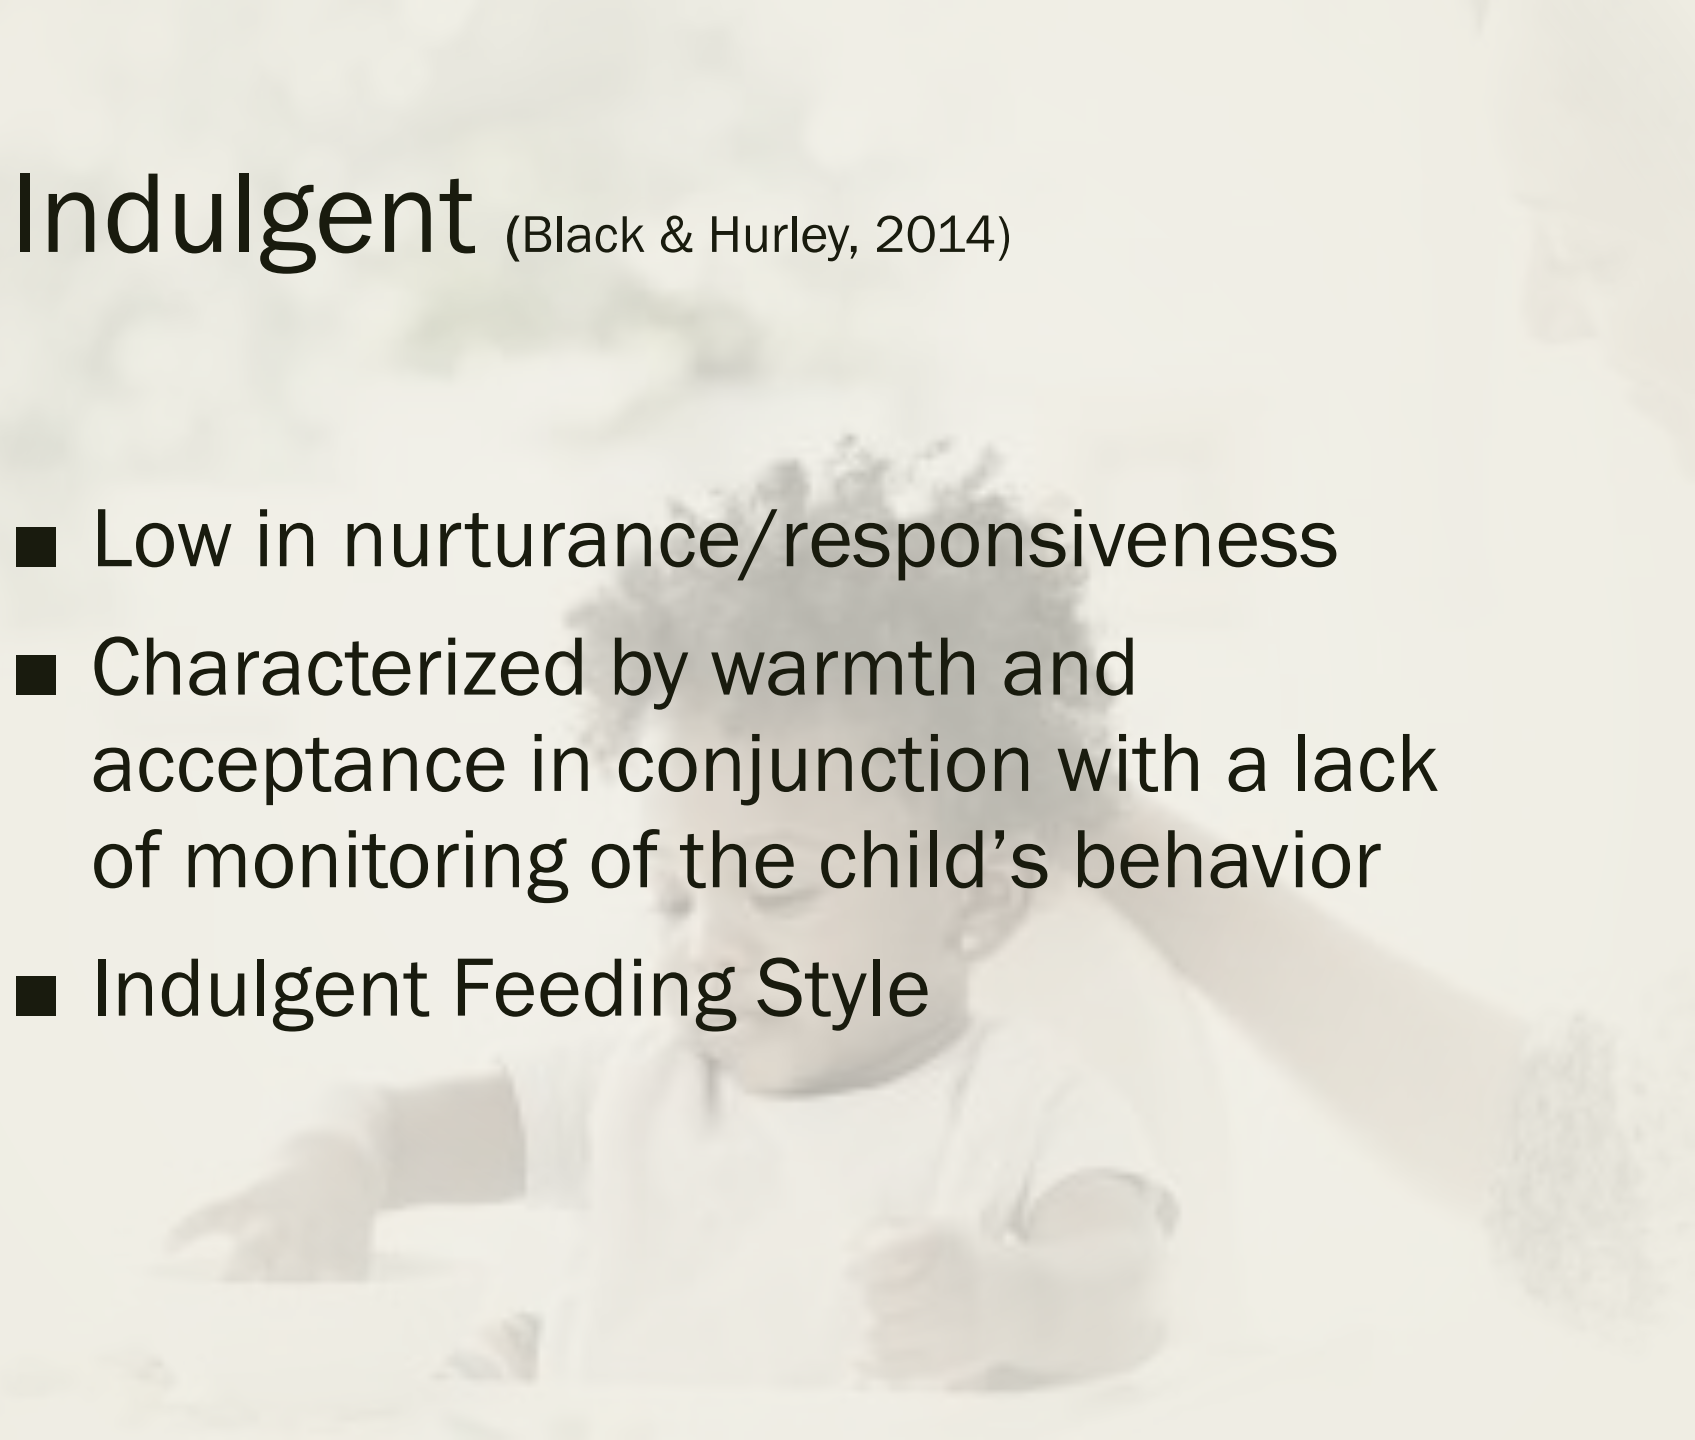 Indulgent (Black & Hurley, 2014)
■ Low in nurturance/responsiveness
■ Characterized by warmth and
acceptance in conjunction with a lack
of monitoring of the child’s behavior
■ Indulgent Feeding Style